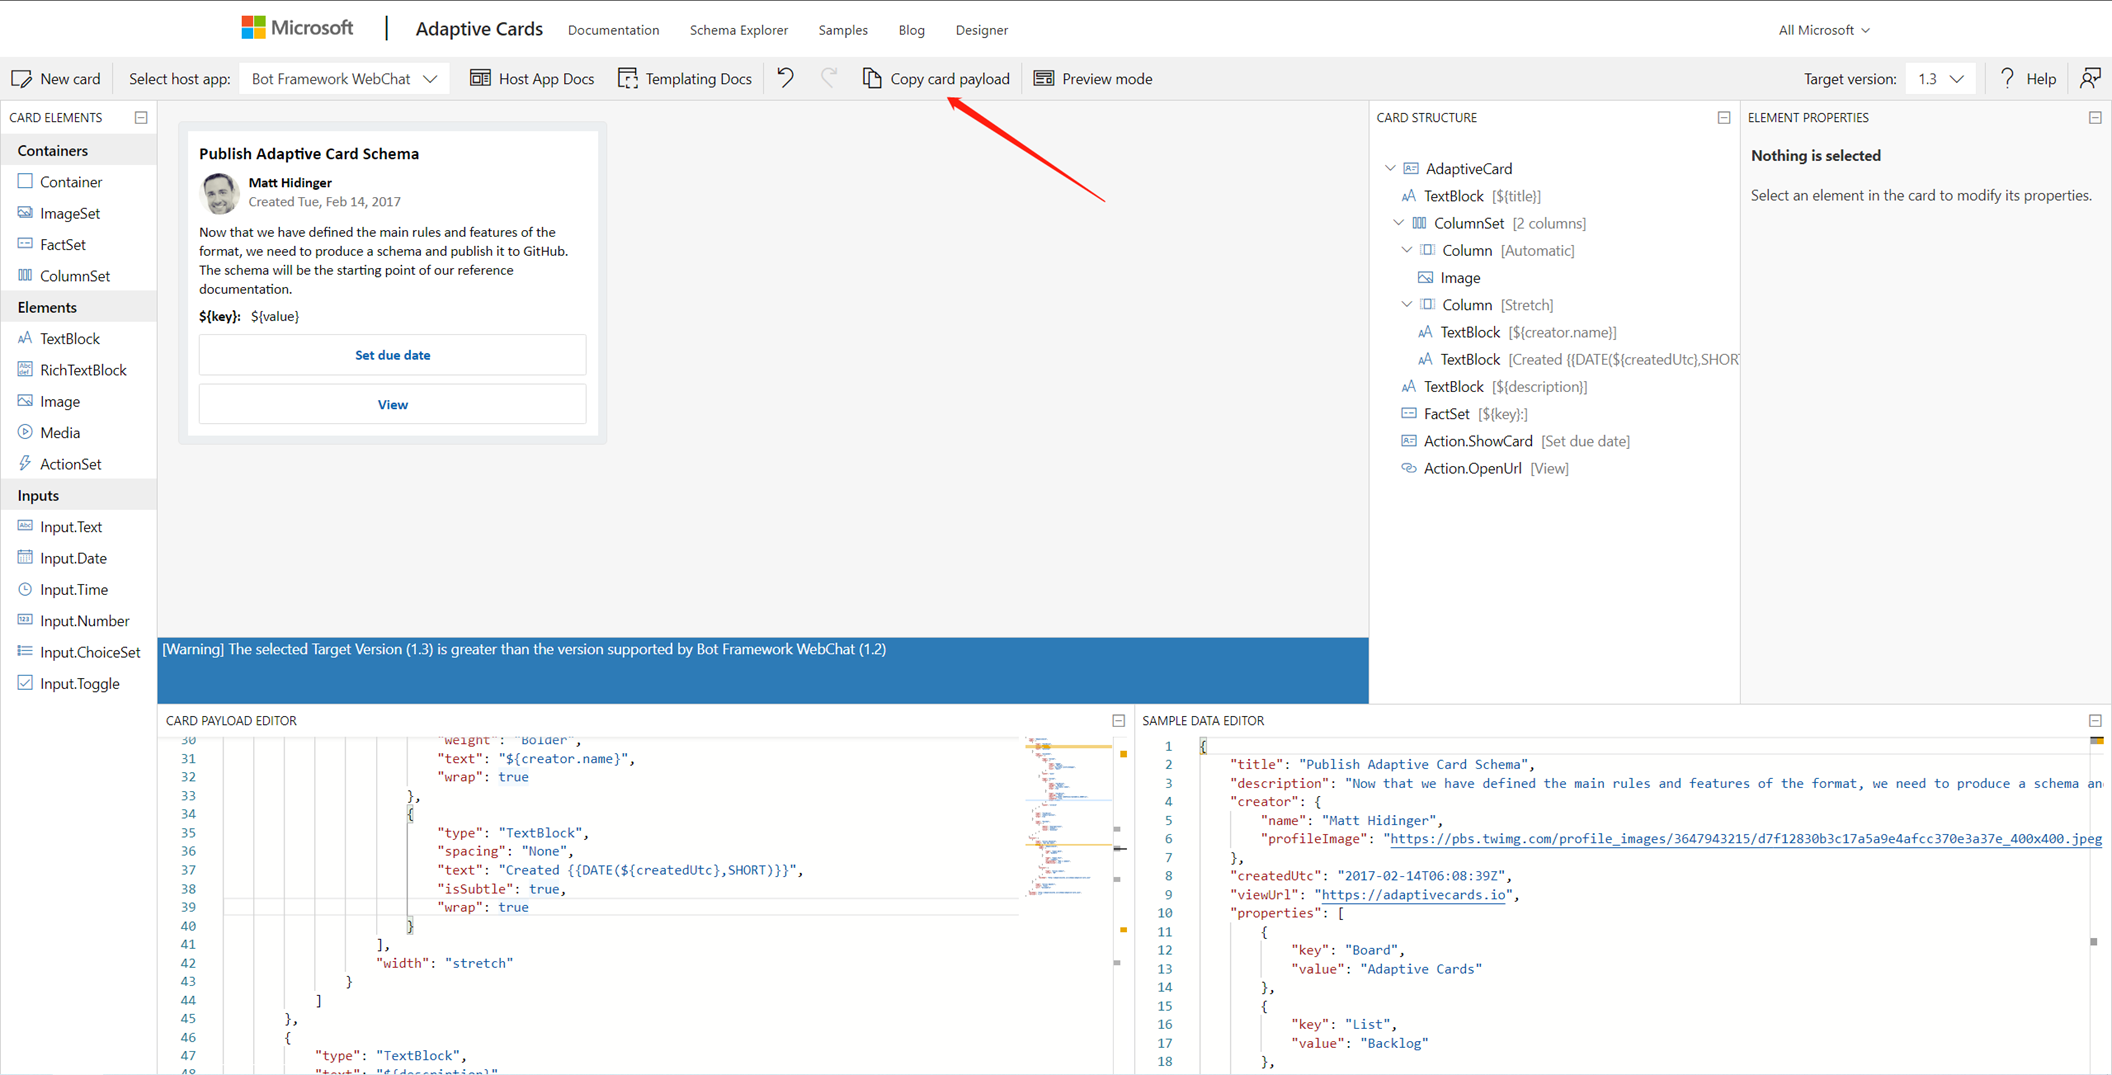 Microsoft
Adaptive Cards
Documentation
Schema Explorer
Samples
Blog
Designer
All Microsoft
New card
Select host app:
Bot Framework WebChat
Host App Docs
Templating Docs
Copy card payload
Preview mode
Target version:
1.3
? Help
CARD ELEMENTS
Containers
Container
ImageSet
FactSet
ColumnSet
Elements
TextBlock
RichTextBlock
Image
Media
ActionSet
Inputs
Input.Text
Input.Date
Input.Time
Input.Number
Input.ChoiceSet
Input.Toggle
Publish Adaptive Card Schema
Matt Hidinger
Created Tue, Feb 14, 2017
Now that we have defined the main rules and features of the
format, we need to produce a schema and publish it to GitHub.
The schema will be the starting point of our reference
documentation.
${key}: ${value}
Set due date
View
[Warning] The selected Target Version (1.3) is greater than the version supported by Bot Framework WebChat (1.2)
CARD STRUCTURE
AdaptiveCard
TextBlock [${title}]
ColumnSet [2 columns]
Column [Automatic]
Image
Column [Stretch]
TextBlock [${creator.name}]
TextBlock [Created {{DATE(${createdUtc},SHORT
TextBlock [${description}]
FactSet [${key}:]
Action.ShowCard [Set due date]
Action.OpenUrl [View]
ELEMENT PROPERTIES
Nothing is selected
Select an element in the card to modify its properties.
CARD PAYLOAD EDITOR
30 "weight": "Bolder",
31 "text": "${creator.name}",
32 "wrap": true
33 },
34 {
35 "type": "TextBlock",
36 "spacing": "None",
37 "text": "Created {{DATE(${createdUtc},SHORT)}}",
38 "isSubtle": true,
39 "wrap": true
40 }
41 ],
42 "width": "stretch"
43 }
44 ]
45 },
46 {
47 "type": "TextBlock",
48 "text": "${description}"
SAMPLE DATA EDITOR
1 {
2 "title": "Publish Adaptive Card Schema",
3 "description": "Now that we have defined the main rules and features of the format, we need to produce a schema an
4 "creator": {
5 "name": "Matt Hidinger",
6 "profileImage": "https://pbs.twimg.com/profile_images/3647943215/d7f12830b3c17a5a9e4afcc370e3a37e_400x400.jpeg
7 },
8 "createdUtc": "2017-02-14T06:08:39Z",
9 "viewUrl": "https://adaptivecards.io",
10 "properties": [
11 {
12 "key": "Board",
13 "value": "Adaptive Cards"
14 },
15 {
16 "key": "List",
17 "value": "Backlog"
18 },